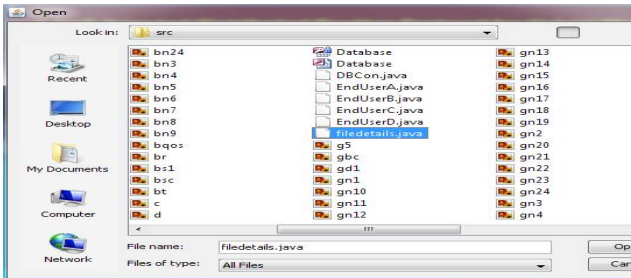 Open
Look in:
src
Recent
Desktop
My Documents
Computer
Network
bn24
bn3
bn4
bn5
bn6
bn7
bn8
bn9
bqos
br
bs1
bsc
bt
c
d
Database
Database
DBCon.java
EndUserA.java
EndUserB.java
EndUserC.java
EndUserD.java
filedetails.java
g5
gbc
gd1
gn1
gn10
gn11
gn12
gn13
gn14
gn15
gn16
gn17
gn18
gn19
gn2
gn20
gn21
gn22
gn23
gn24
gn3
gn4
File name: filedetails.java
Op
Files of type: All Files
Can